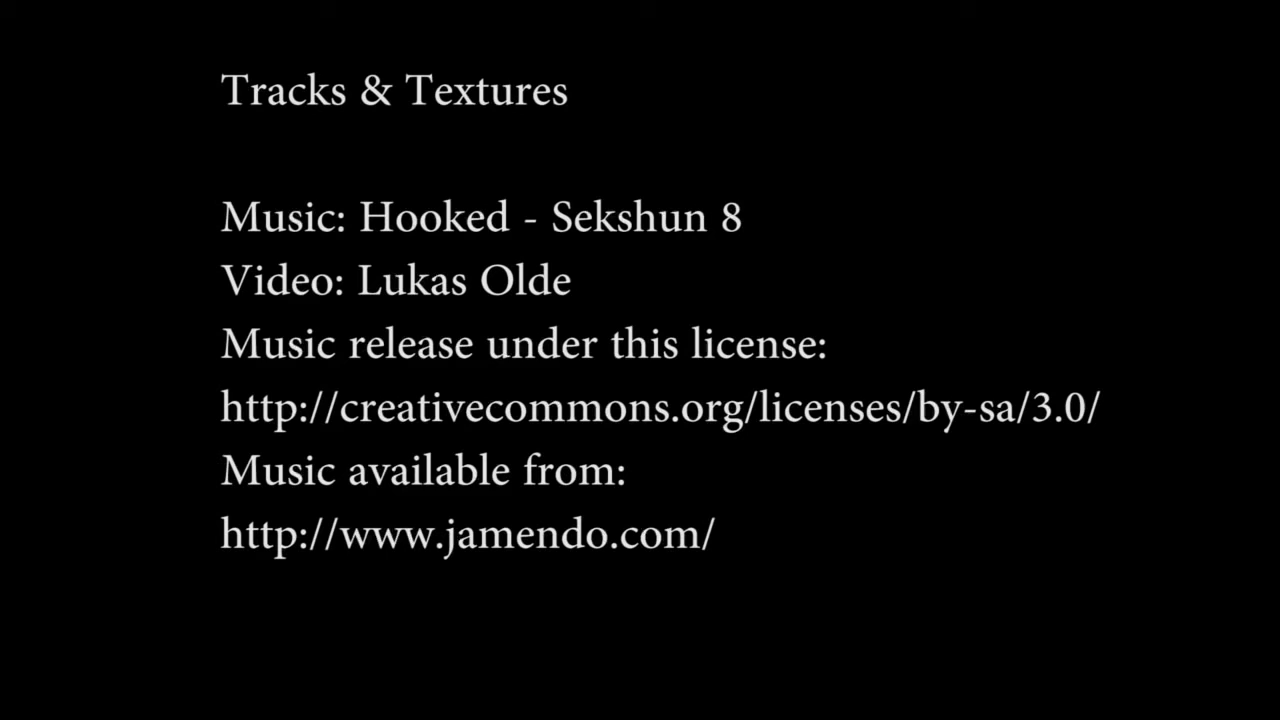 Tracks & Textures
Music: Hooked - Sekshun 8
Video: Lukas Olde
Music release under this license:
http://creativecommons.org/licenses/by-sa/3.0/
Music available from:
http://www.jamendo.com/